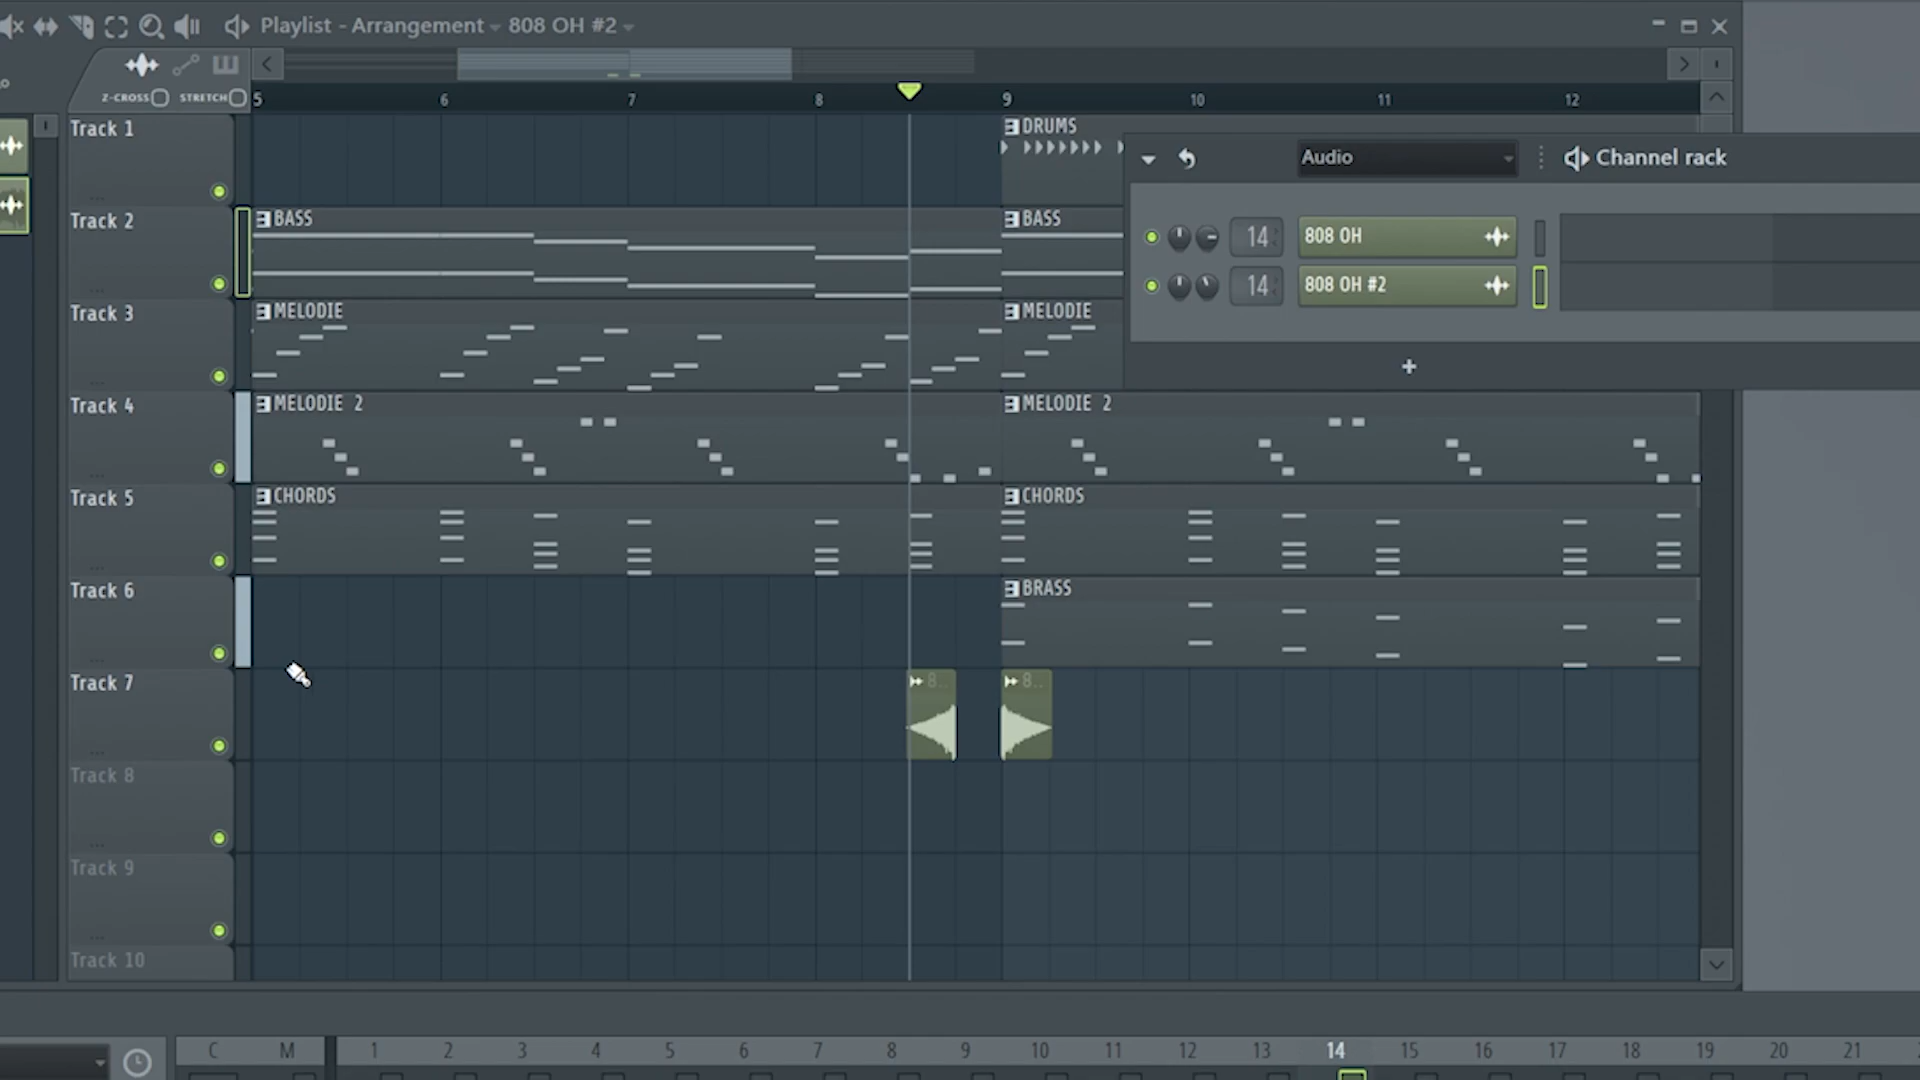 Playlist - Arrangement 808 OH #2
Z-CROSS STRETCH
5 6 7 8 9 10 11 12
Track 1
DRUMS
Audio
Channel rack
Track 2
BASS
BASS
14 808 OH
14 808 OH #2
Track 3
MELODIE
MELODIE
Track 4
MELODIE 2
MELODIE 2
Track 5
CHORDS
CHORDS
Track 6
BRASS
Track 7
8..
8..
Track 8
Track 9
Track 10
C M 1 2 3 4 5 6 7 8 9 10 11 12 13 14 15 16 17 18 19 20 21